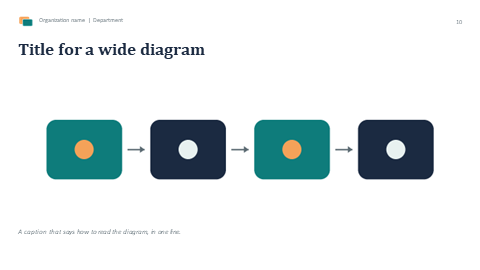 Organization name | Department
10
Title for a wide diagram
A caption that says how to read the diagram, in one line.